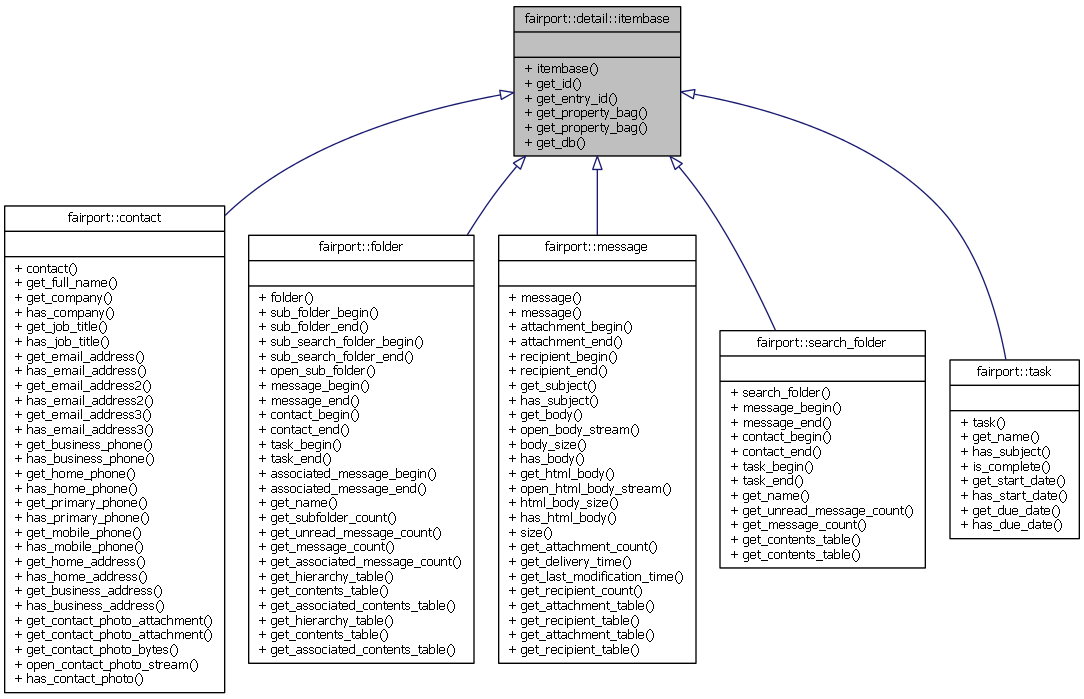 fairport::detail::itembase
+ itembase()
+ get_id()
+ get_entry_id()
+ get_property_bag()
+ get_property_bag()
+ get_db()
fairport::contact
+ contact()
+ get_full_name()
+ get_company()
+ has_company()
+ get_job_title()
+ has_job_title()
+ get_email_address()
+ has_email_address()
+ get_email_address2()
+ has_email_address2()
+ get_email_address3()
+ has_email_address3()
+ get_business_phone()
+ has_business_phone()
+ get_home_phone()
+ has_home_phone()
+ get_primary_phone()
+ has_primary_phone()
+ get_mobile_phone()
+ has_mobile_phone()
+ get_home_address()
+ has_home_address()
+ get_business_address()
+ has_business_address()
+ get_contact_photo_attachment()
+ get_contact_photo_attachment()
+ get_contact_photo_bytes()
+ open_contact_photo_stream()
+ has_contact_photo()
fairport::folder
+ folder()
+ sub_folder_begin()
+ sub_folder_end()
+ sub_search_folder_begin()
+ sub_search_folder_end()
+ open_sub_folder()
+ message_begin()
+ message_end()
+ contact_begin()
+ contact_end()
+ task_begin()
+ task_end()
+ associated_message_begin()
+ associated_message_end()
+ get_name()
+ get_subfolder_count()
+ get_unread_message_count()
+ get_message_count()
+ get_associated_message_count()
+ get_hierarchy_table()
+ get_contents_table()
+ get_associated_contents_table()
+ get_hierarchy_table()
+ get_contents_table()
+ get_associated_contents_table()
fairport::message
+ message()
+ message()
+ attachment_begin()
+ attachment_end()
+ recipient_begin()
+ recipient_end()
+ get_subject()
+ has_subject()
+ get_body()
+ open_body_stream()
+ body_size()
+ has_body()
+ get_html_body()
+ open_html_body_stream()
+ html_body_size()
+ has_html_body()
+ size()
+ get_attachment_count()
+ get_delivery_time()
+ get_last_modification_time()
+ get_recipient_count()
+ get_attachment_table()
+ get_recipient_table()
+ get_attachment_table()
+ get_recipient_table()
fairport::search_folder
+ search_folder()
+ message_begin()
+ message_end()
+ contact_begin()
+ contact_end()
+ task_begin()
+ task_end()
+ get_name()
+ get_unread_message_count()
+ get_message_count()
+ get_contents_table()
+ get_contents_table()
fairport::task
+ task()
+ get_name()
+ has_subject()
+ is_complete()
+ get_start_date()
+ has_start_date()
+ get_due_date()
+ has_due_date()